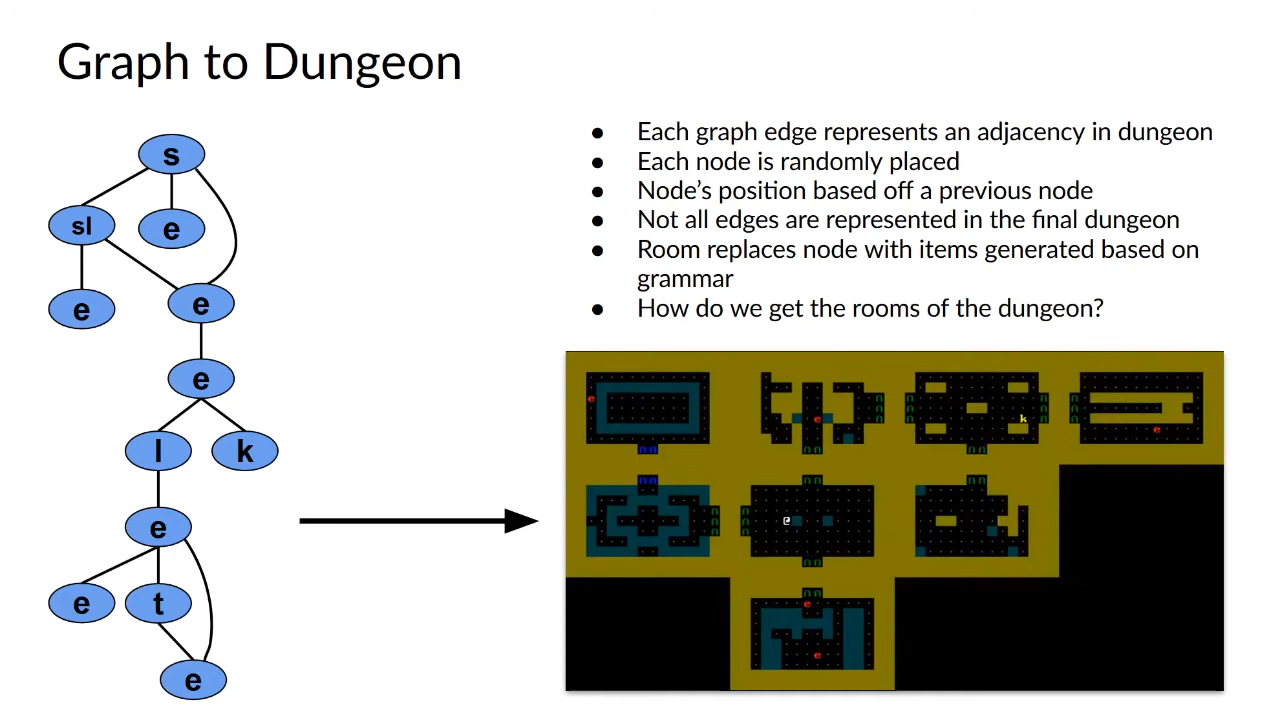 Graph to Dungeon
s
sl
e
e
e
e
l
k
e
e
t
e
● Each graph edge represents an adjacency in dungeon
● Each node is randomly placed
● Node's position based off a previous node
● Not all edges are represented in the final dungeon
● Room replaces node with items generated based on
grammar
● How do we get the rooms of the dungeon?
e
e
k
e
e
e